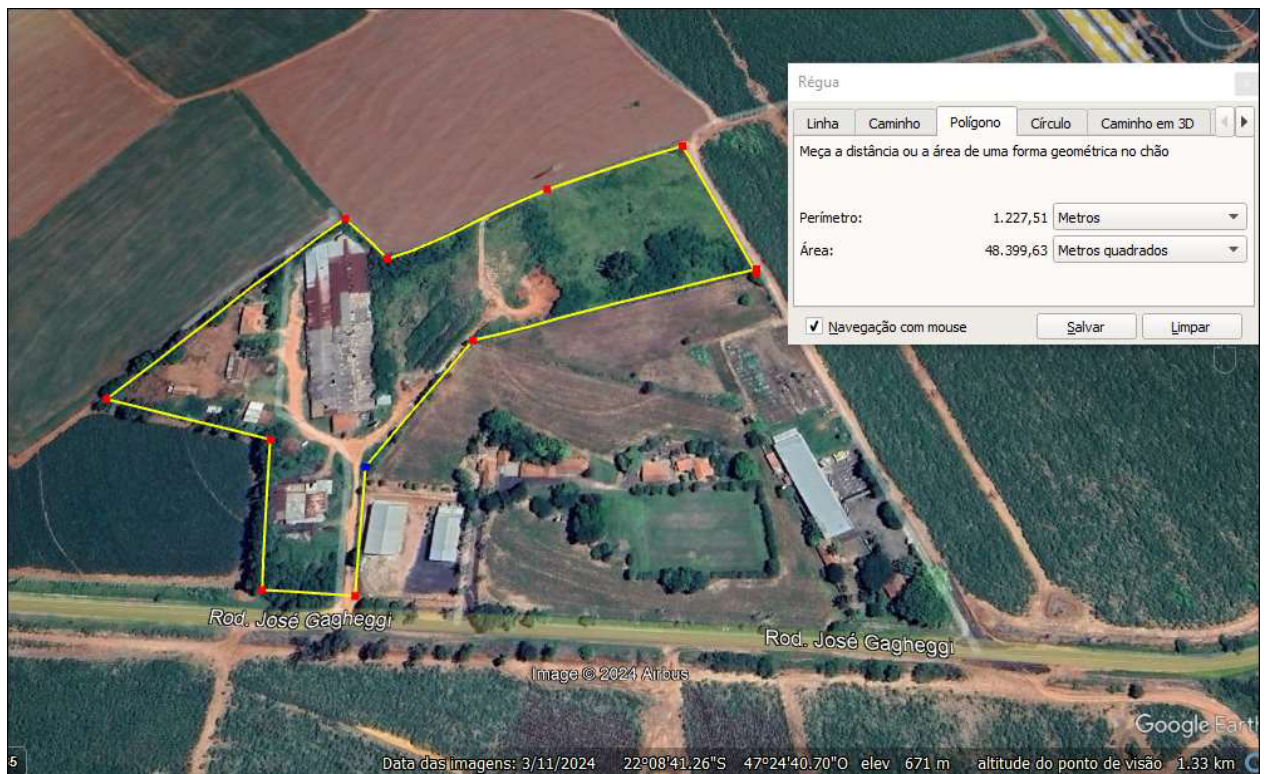 Régua
Linha Caminho Polígono Círculo Caminho em 3D
Meça a distância ou a área de uma forma geométrica no chão
Perímetro: 1.227,51 Metros
Área: 48.399,63 Metros quadrados
Navegação com mouse Salvar Limpar
Rod. José Gagheggi
Rod. José Gagheggi
Image © 2024 Airbus
Google Earth
Data das imagens: 3/11/2024 22°08'41.26"S 47°24'40.70"O elev 671 m altitude do ponto de visão 1.33 km